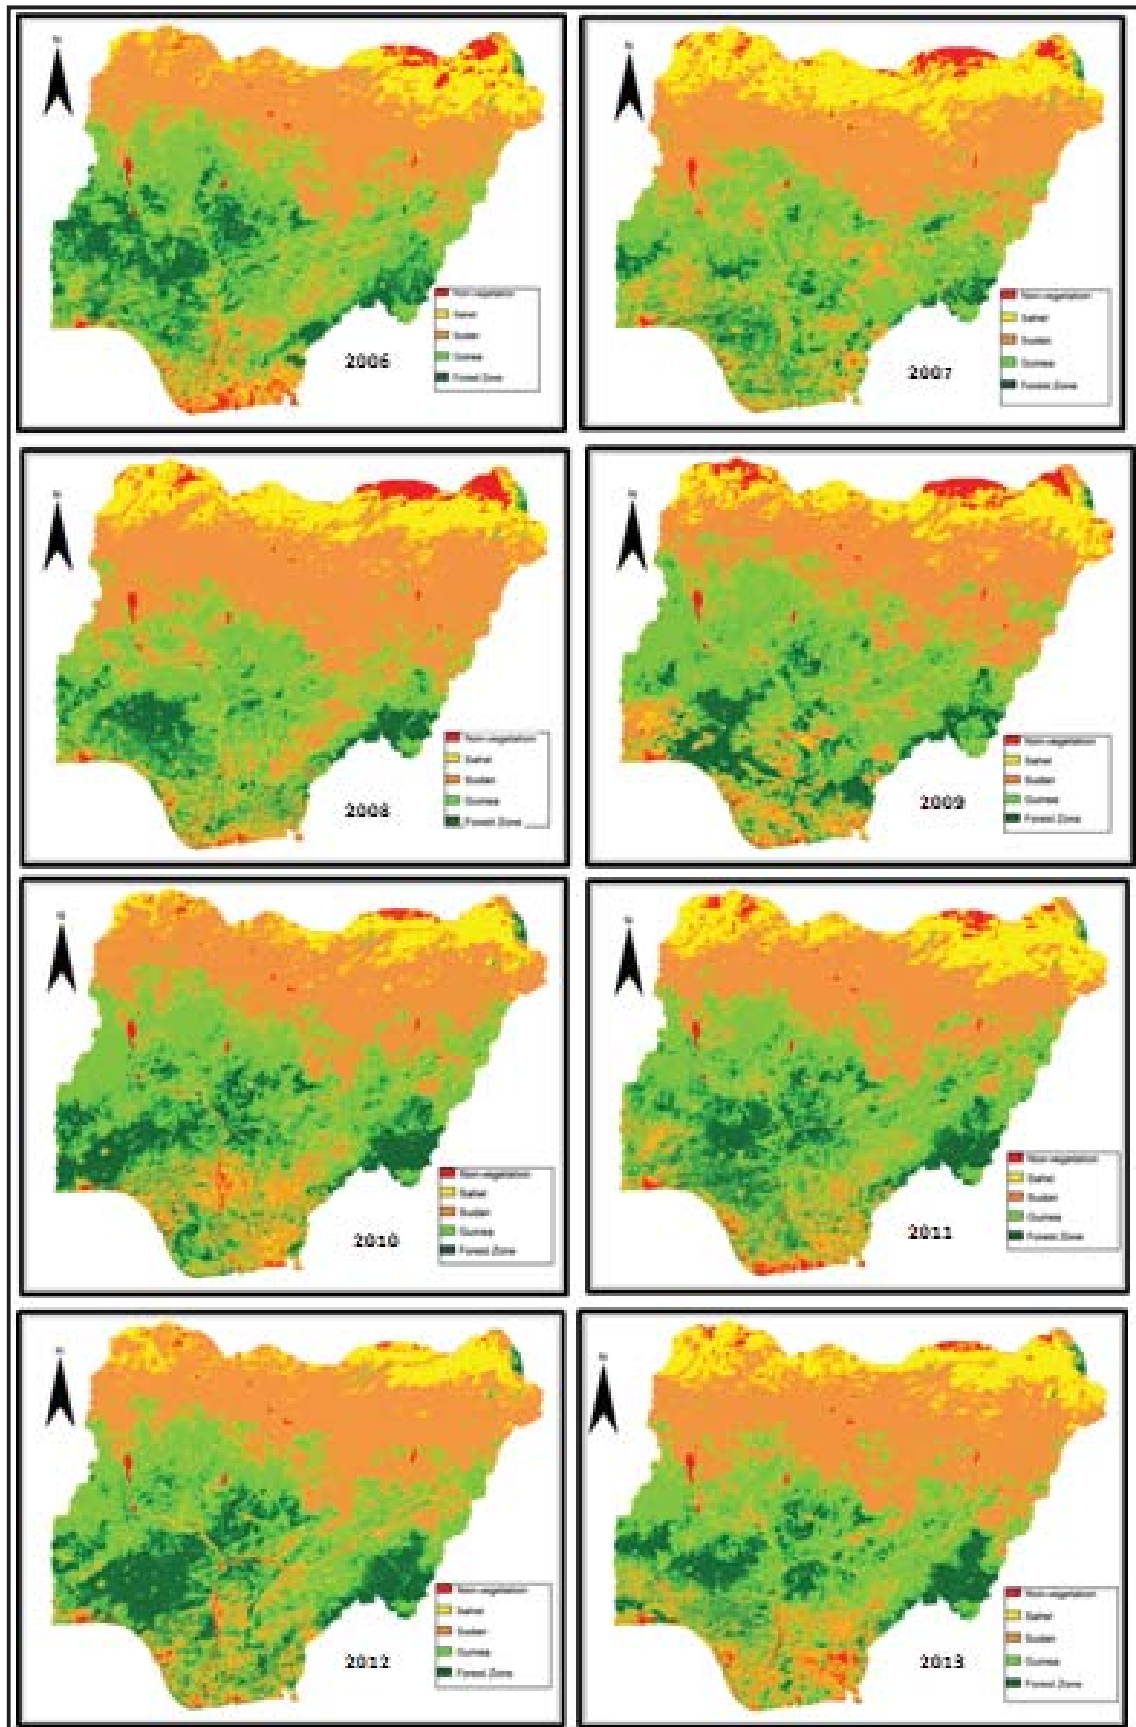 N
Non-vegetation
Sahel
Sudan
Guinea
Forest Zone
2006
N
Non-vegetation
Sahel
Sudan
Guinea
Forest Zone
2007
N
Non-vegetation
Sahel
Sudan
Guinea
Forest Zone
2008
N
Non-vegetation
Sahel
Sudan
Guinea
Forest Zone
2009
N
Non-vegetation
Sahel
Sudan
Guinea
Forest Zone
2010
N
Non-vegetation
Sahel
Sudan
Guinea
Forest Zone
2011
N
Non-vegetation
Sahel
Sudan
Guinea
Forest Zone
2012
N
Non-vegetation
Sahel
Sudan
Guinea
Forest Zone
2013